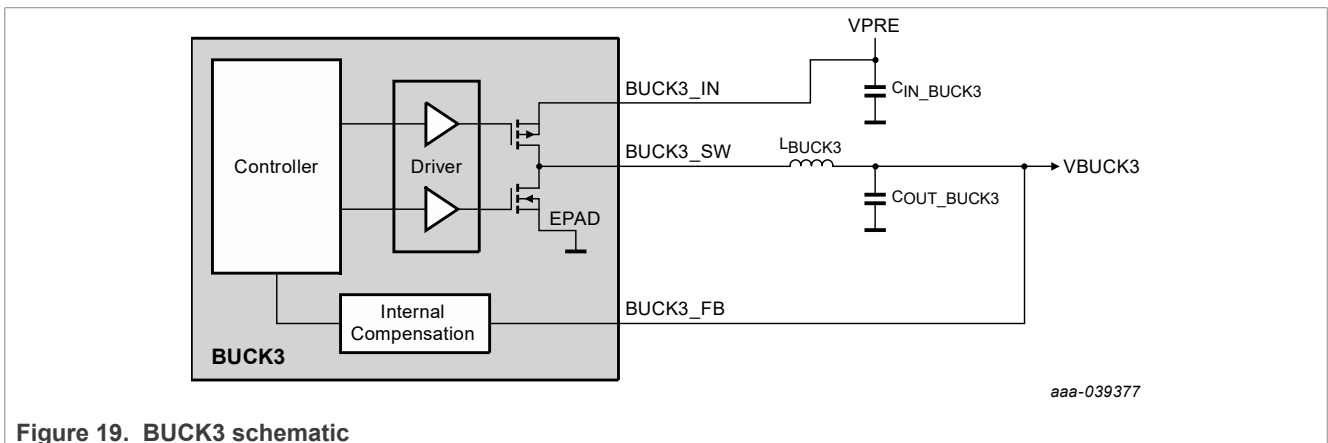 VPRE
BUCK3_IN
CIN_BUCK3
Controller
Driver
BUCK3_SW
LBUCK3
VBUCK3
COUT_BUCK3
EPAD
Internal
Compensation
BUCK3_FB
BUCK3
aaa-039377
Figure 19. BUCK3 schematic